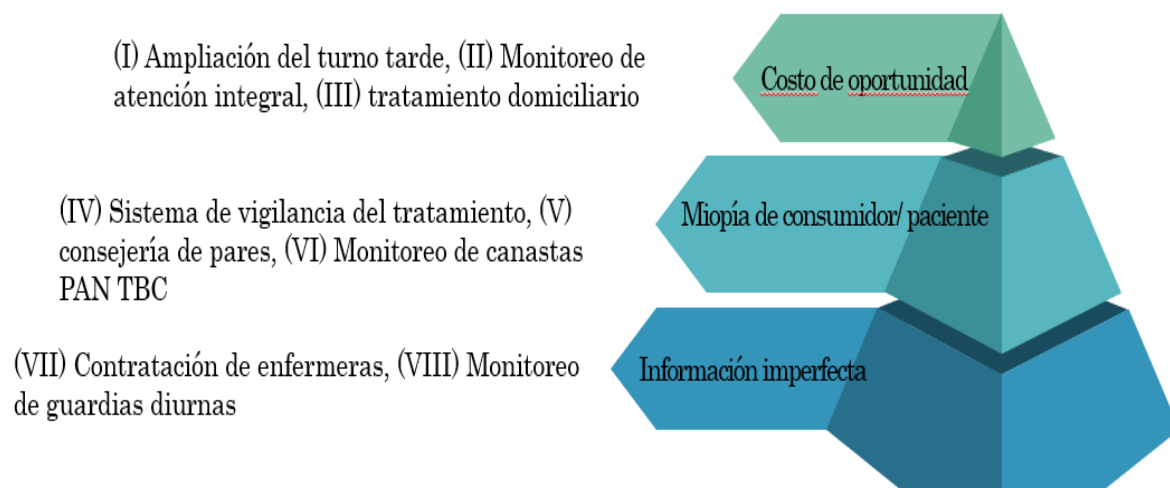 (I) Ampliación del turno tarde, (II) Monitoreo de
atención integral, (III) tratamiento domiciliario
Costo de oportunidad
(IV) Sistema de vigilancia del tratamiento, (V)
consejería de pares, (VI) Monitoreo de canastas
PAN TBC
Miopía de consumidor/ paciente
(VII) Contratación de enfermeras, (VIII) Monitoreo
de guardias diurnas
Información imperfecta